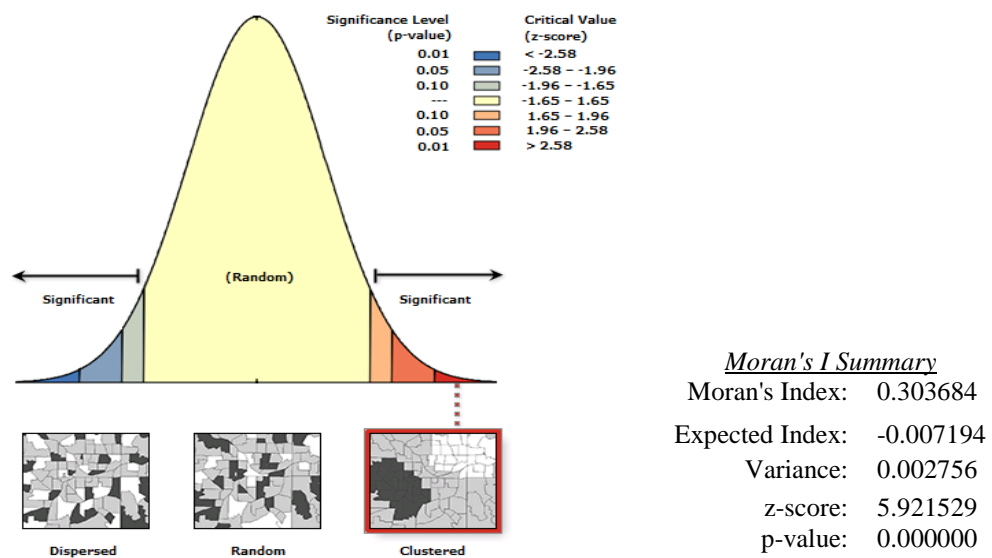 Significance Level (p-value) Critical Value (z-score)
0.01 < -2.58
0.05 -2.58 – -1.96
0.10 -1.96 – -1.65
--- -1.65 – 1.65
0.10 1.65 – 1.96
0.05 1.96 – 2.58
0.01 > 2.58
(Random)
Significant Significant
Dispersed Random Clustered
Moran's I Summary
Moran's Index: 0.303684
Expected Index: -0.007194
Variance: 0.002756
z-score: 5.921529
p-value: 0.000000